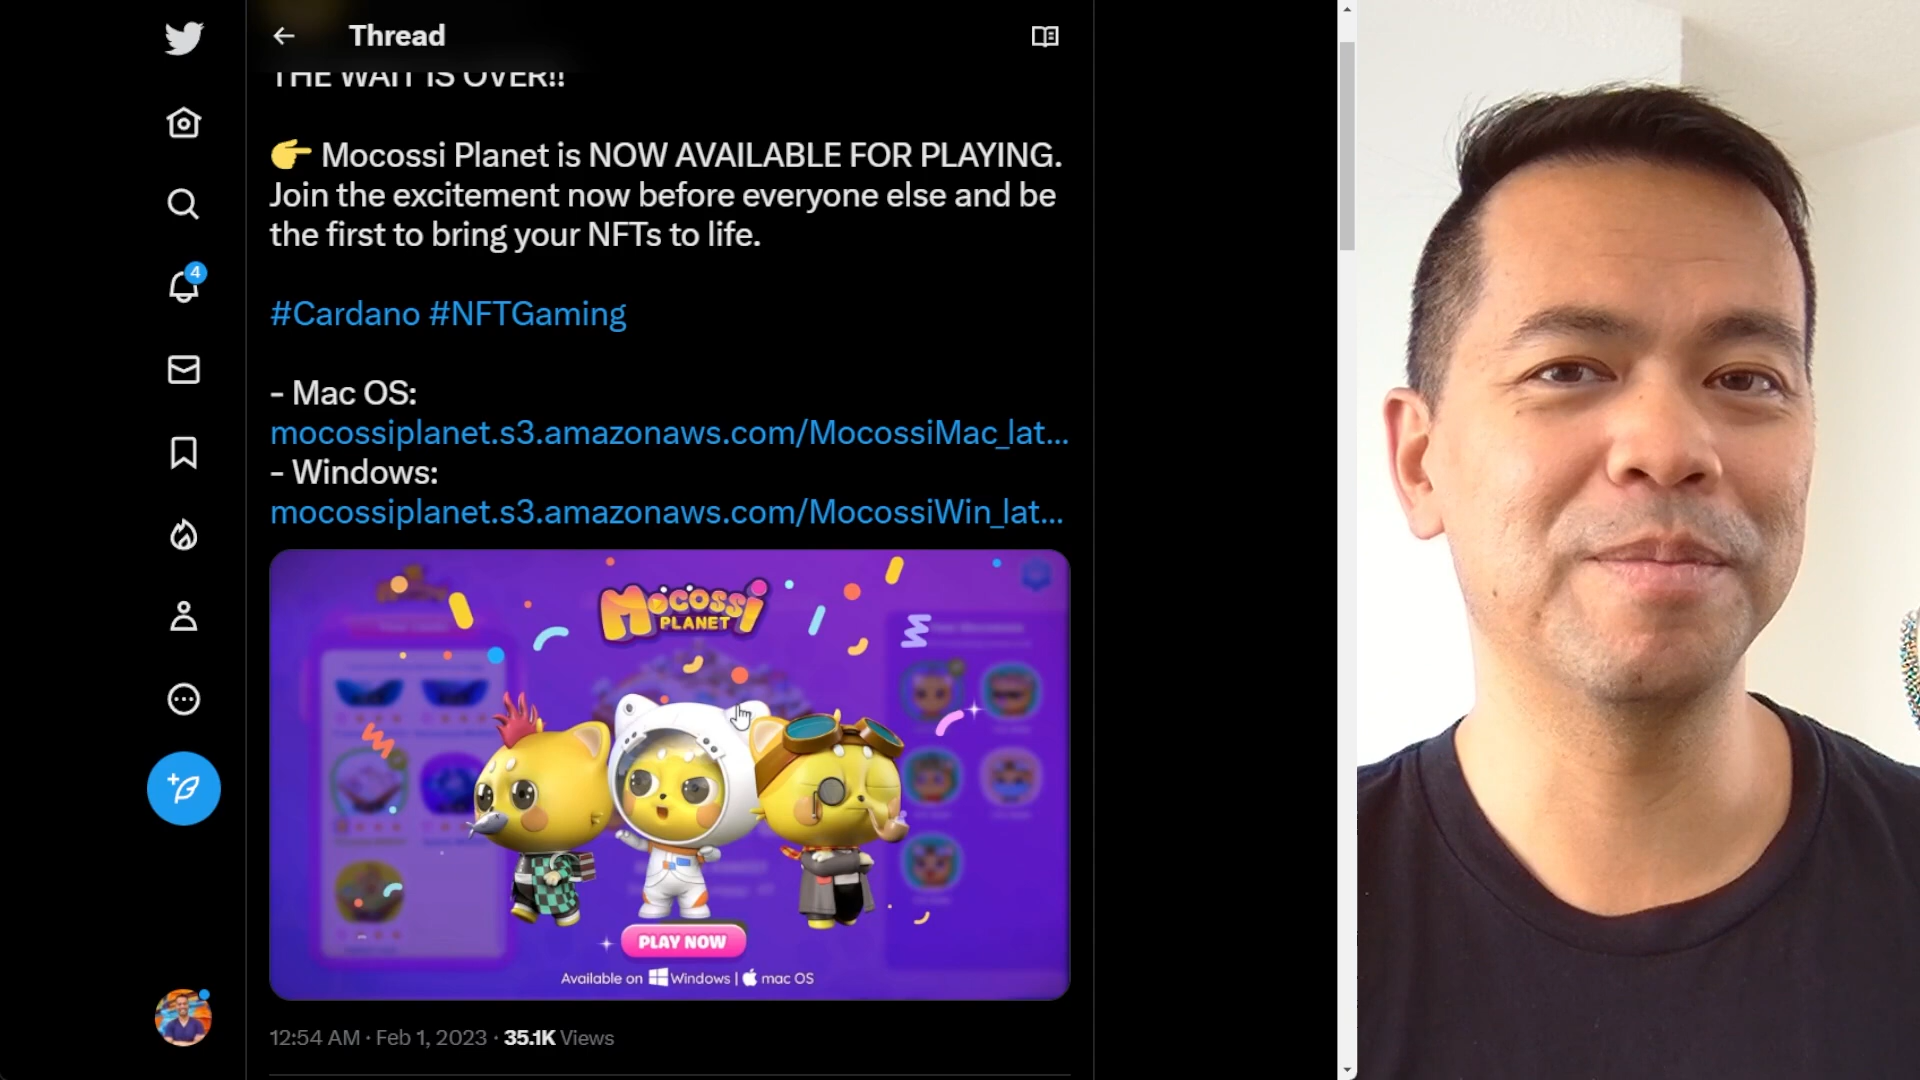 Thread
THE WAIT IS OVER!!
👉 Mocossi Planet is NOW AVAILABLE FOR PLAYING.
Join the excitement now before everyone else and be
the first to bring your NFTs to life.
#Cardano #NFTGaming
- Mac OS:
mocossiplanet.s3.amazonaws.com/MocossiMac_lat...
- Windows:
mocossiplanet.s3.amazonaws.com/MocossiWin_lat...
4
MOCOSSI
PLANET
PLAY NOW
Available on Windows | mac OS
12:54 AM · Feb 1, 2023 · 35.1K Views